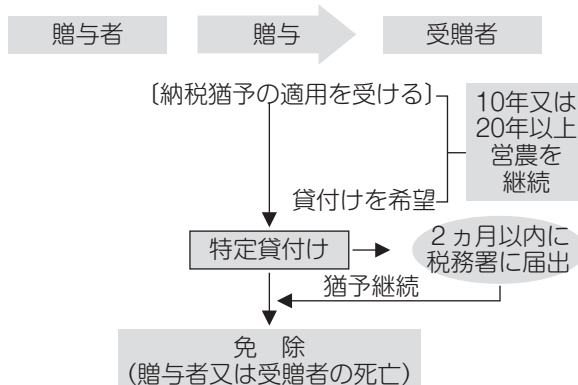 贈与者
贈与
受贈者
〔納税猶予の適用を受ける〕
10年又は
20年以上
営農を
継続
貸付けを希望
特定貸付け
2ヵ月以内に
税務署に届出
猶予継続
免 除
(贈与者又は受贈者の死亡)